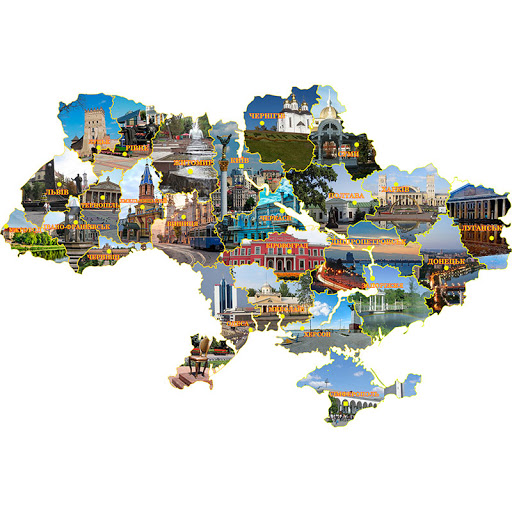 ЧЕРНІГІВ
РІВНЕ
СУМИ
КИЇВ
ЖИТОМИР
ЛЬВІВ
ТЕРНОПІЛЬ
ПОЛТАВА
ЧЕРКАСИ
ІВАНО-ФРАНКІВСЬК
ВІННИЦЯ
ЛУГАНСЬК
ДНІПРОПЕТРОВСЬК
КІРОВОГРАД
ЧЕРНІВЦІ
ДОНЕЦЬК
ОДЕСА
ХЕРСОН